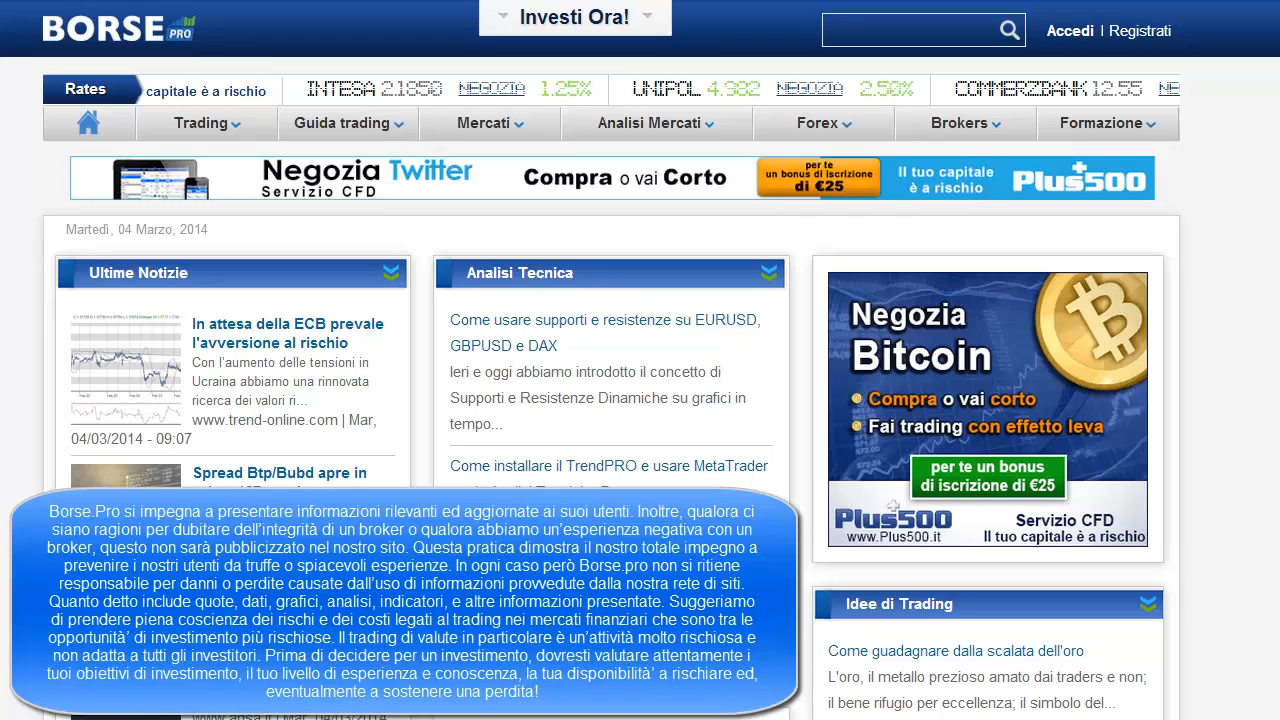 BORSE PRO
Investi Ora!
Accedi | Registrati
Rates
capitale è a rischio
INTESA 2.1850 NEGOZIA 1.25%
UNIPOL 4.982 NEGOZIA 2.50%
COMMERZBANK 12.55 NE
Trading
Guida trading
Mercati
Analisi Mercati
Forex
Brokers
Formazione
Negozia Twitter
Servizio CFD
Compra o vai Corto
per te
un bonus di iscrizione
di €25
Il tuo capitale
è a rischio
Plus500
Martedì, 04 Marzo, 2014
Ultime Notizie
In attesa della ECB prevale
l'avversione al rischio
Con l'aumento delle tensioni in
Ucraina abbiamo una rinnovata
ricerca dei valori ri...
www.trend-online.com | Mar,
04/03/2014 - 09:07
Spread Btp/Bubd apre in
Analisi Tecnica
Come usare supporti e resistenze su EURUSD,
GBPUSD e DAX
Ieri e oggi abbiamo introdotto il concetto di
Supporti e Resistenze Dinamiche su grafici in
tempo...
Come installare il TrendPRO e usare MetaTrader
Negozia
Bitcoin
Compra o vai corto
Fai trading con effetto leva
per te un bonus
di iscrizione di €25
Plus500
www.Plus500.it
Servizio CFD
Il tuo capitale è a rischio
Idee di Trading
Come guadagnare dalla scalata dell'oro
L'oro, il metallo prezioso amato dai traders e non;
il bene rifugio per eccellenza; il simbolo del...
Borse.Pro si impegna a presentare informazioni rilevanti ed aggiornate ai suoi utenti. Inoltre, qualora ci
siano ragioni per dubitare dell'integrità di un broker o qualora abbiamo un'esperienza negativa con un
broker, questo non sarà pubblicizzato nel nostro sito. Questa pratica dimostra il nostro totale impegno a
prevenire i nostri utenti da truffe o spiacevoli esperienze. In ogni caso però Borse.pro non si ritiene
responsabile per danni o perdite causate dall'uso di informazioni provvedute dalla nostra rete di siti.
Quanto detto include quote, dati, grafici, analisi, indicatori, e altre informazioni presentate. Suggeriamo
di prendere piena coscienza dei rischi e dei costi legati al trading nei mercati finanziari che sono tra le
opportunità' di investimento più rischiose. Il trading di valute in particolare è un'attività molto rischiosa e
non adatta a tutti gli investitori. Prima di decidere per un investimento, dovresti valutare attentamente i
tuoi obiettivi di investimento, il tuo livello di esperienza e conoscenza, la tua disponibilità' a rischiare ed,
eventualmente a sostenere una perdita!